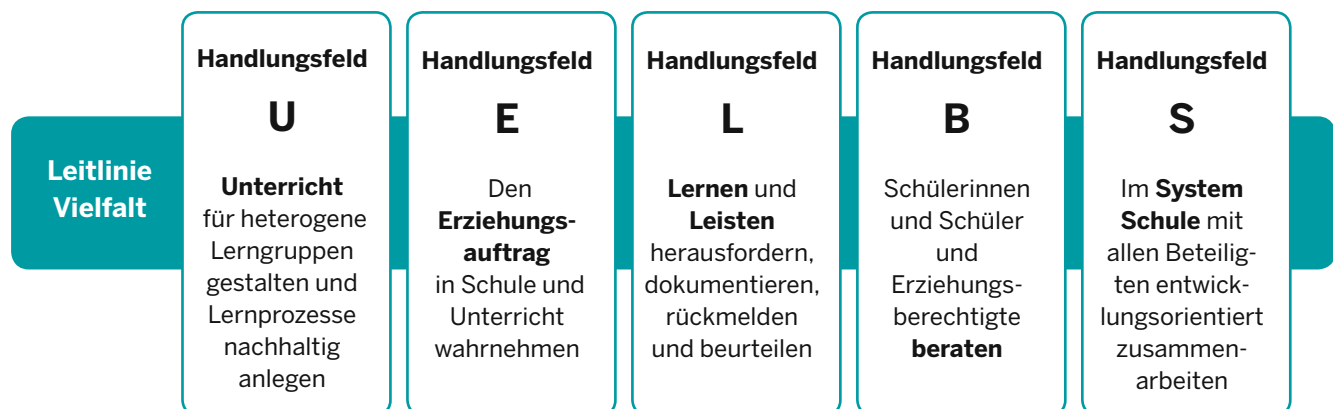 Leitlinie
Vielfalt
Handlungsfeld
U
Unterricht
für heterogene
Lerngruppen
gestalten und
Lernprozesse
nachhaltig
anlegen
Handlungsfeld
E
Den
Erziehungs-
auftrag
in Schule und
Unterricht
wahrnehmen
Handlungsfeld
L
Lernen und
Leisten
herausfordern,
dokumentieren,
rückmelden
und beurteilen
Handlungsfeld
B
Schülerinnen
und Schüler
und
Erziehungs-
berechtigte
beraten
Handlungsfeld
S
Im System
Schule mit
allen Beteilig-
ten entwick-
lungsorientiert
zusammen-
arbeiten